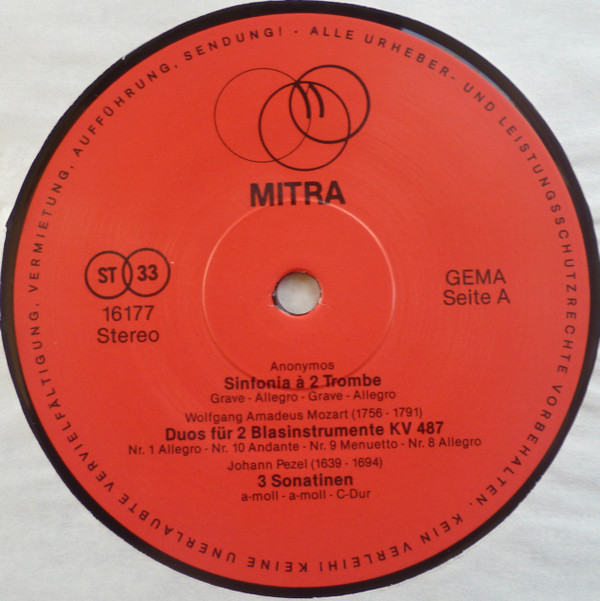 ALLE URHEBER- UND LEISTUNGSSCHUTZRECHTE VORBEHALTEN. KEIN VERLEIH! KEINE UNERLAUBTE VERVIELFÄLTIGUNG, VERMIETUNG, AUFFÜHRUNG, SENDUNG! -
MITRA
ST 33
16177
Stereo
GEMA
Seite A
Anonymos
Sinfonia à 2 Trombe
Grave - Allegro - Grave - Allegro
Wolfgang Amadeus Mozart (1756 - 1791)
Duos für 2 Blasinstrumente KV 487
Nr. 1 Allegro - Nr. 10 Andante - Nr. 9 Menuetto - Nr. 8 Allegro
Johann Pezel (1639 - 1694)
3 Sonatinen
a-moll - a-moll - C-Dur